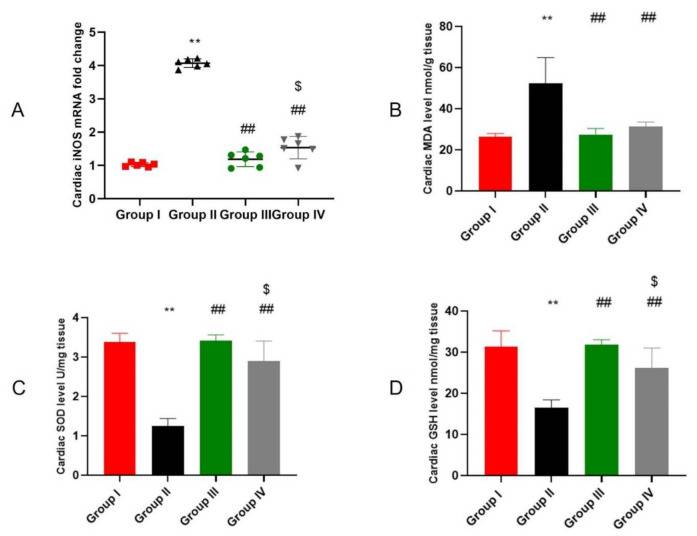 A
Cardiac iNOS mRNA fold change
5
4
3
2
1
0
**
##
$
##
Group I Group II Group III Group IV
B
Cardiac MDA level nmol/g tissue
80
60
40
20
0
** ## ##
Group I Group II Group III Group IV
C
Cardiac SOD level U/mg tissue
4
3
2
1
0
$
** ## ##
Group I Group II Group III Group IV
D
Cardiac GSH level nmol/mg tissue
40
30
20
10
0
$
** ## ##
Group I Group II Group III Group IV